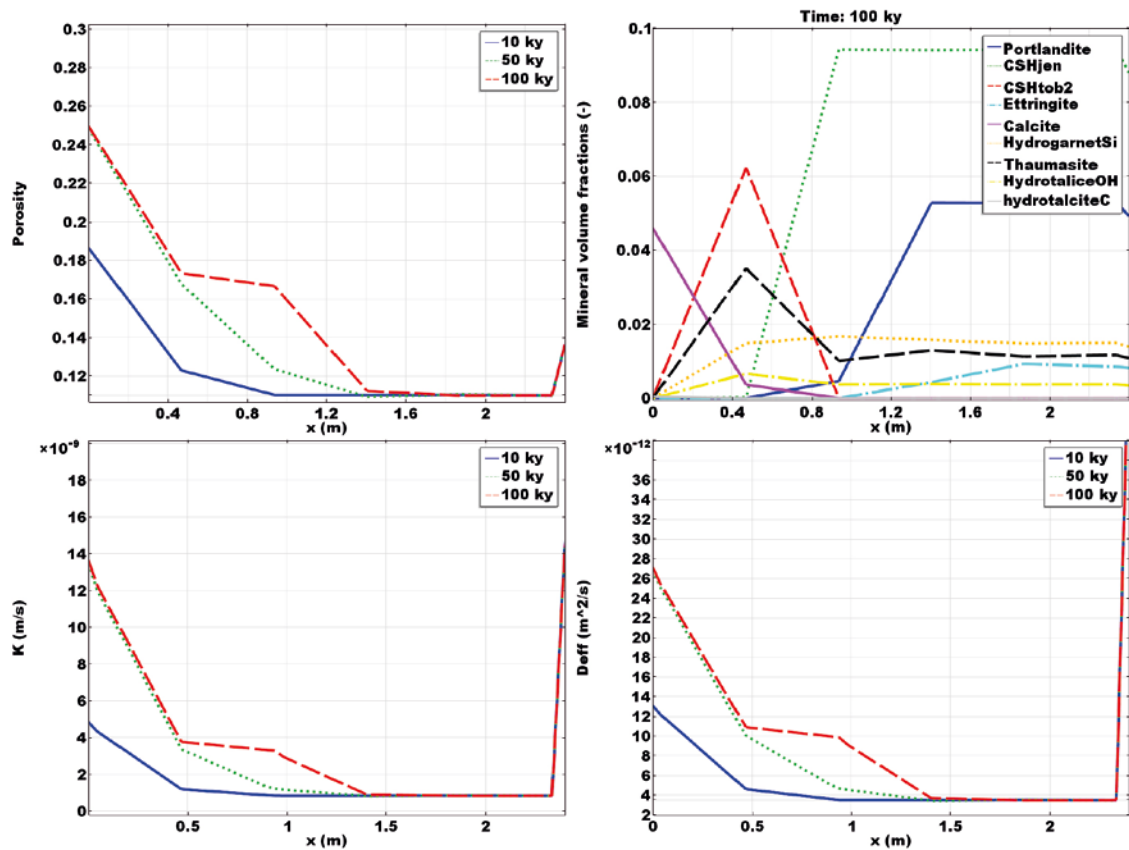 0.3
0.28
0.26
0.24
0.22
0.2
0.18
0.16
0.14
0.12
Porosity
10 ky
50 ky
100 ky
0.4
0.8
1.2
1.6
2
x (m)
Time: 100 ky
0.1
0.08
0.06
0.04
0.02
0
Mineral volume fractions (-)
Portlandite
CSHjen
CSHtob2
Ettringite
Calcite
HydrogarnetSi
Thaumasite
HydrotaliceOH
hydrotalciteC
0
0.4
0.8
1.2
1.6
2
x (m)
×10⁻⁹
18
16
14
12
10
8
6
4
2
0
K (m/s)
10 ky
50 ky
100 ky
0.5
1
1.5
2
x (m)
×10⁻¹²
36
34
32
30
28
26
24
22
20
18
16
14
12
10
8
6
4
2
Deff (m^2/s)
10 ky
50 ky
100 ky
0
0.5
1
1.5
2
x (m)